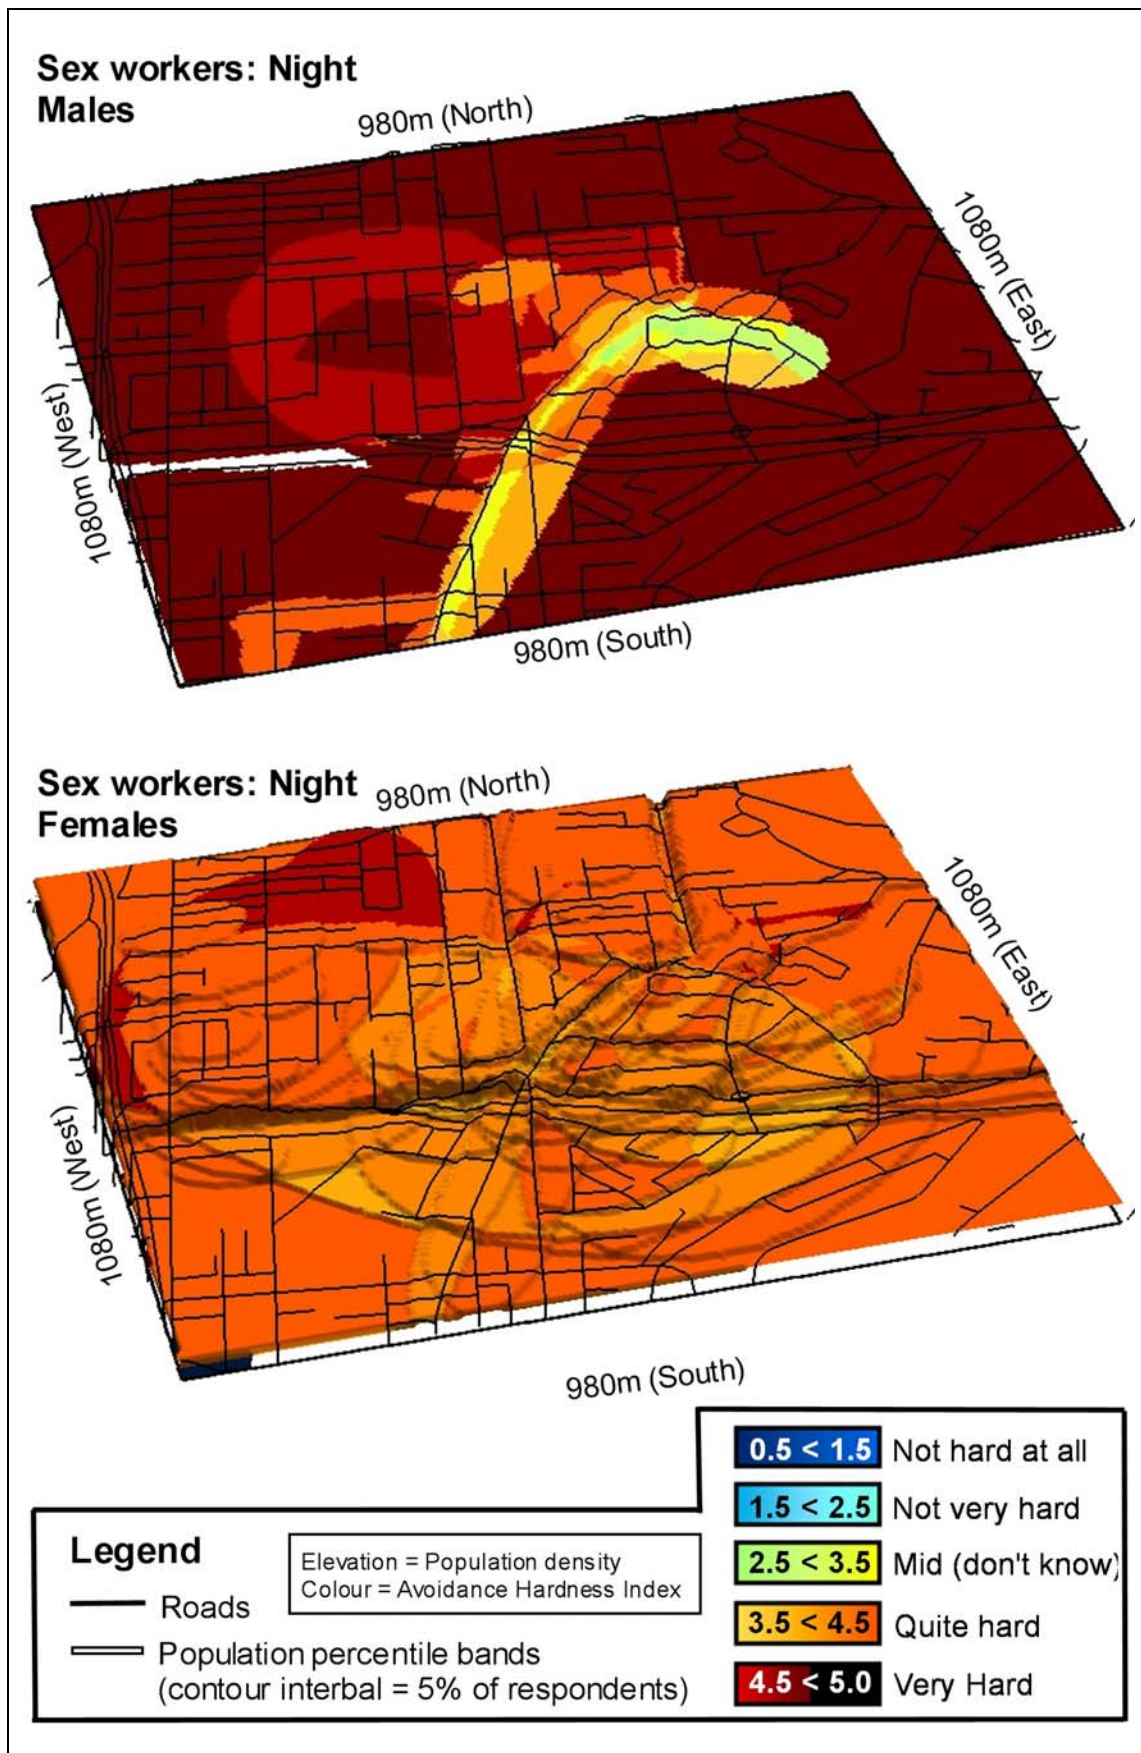 Sex workers: Night
Males
980m (North)
1080m (East)
1080m (West)
980m (South)
Sex workers: Night
Females
980m (North)
1080m (East)
1080m (West)
980m (South)
0.5 < 1.5 Not hard at all
1.5 < 2.5 Not very hard
2.5 < 3.5 Mid (don't know)
3.5 < 4.5 Quite hard
4.5 < 5.0 Very Hard
Legend
Roads
Population percentile bands
(contour interbal = 5% of respondents)
Elevation = Population density
Colour = Avoidance Hardness Index